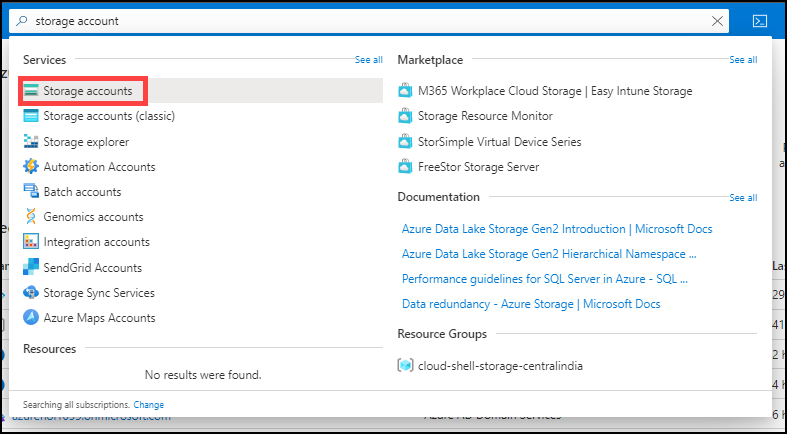 storage account
Services
See all
Storage accounts
Storage accounts (classic)
Storage explorer
Automation Accounts
Batch accounts
Genomics accounts
Integration accounts
SendGrid Accounts
Storage Sync Services
Azure Maps Accounts
Resources
No results were found.
Marketplace
See all
M365 Workplace Cloud Storage | Easy Intune Storage
Storage Resource Monitor
StorSimple Virtual Device Series
FreeStor Storage Server
Documentation
See all
Azure Data Lake Storage Gen2 Introduction | Microsoft Docs
Azure Data Lake Storage Gen2 Hierarchical Namespace ...
Performance guidelines for SQL Server in Azure - SQL ...
Data redundancy - Azure Storage | Microsoft Docs
Resource Groups
cloud-shell-storage-centralindia
Searching all subscriptions. Change